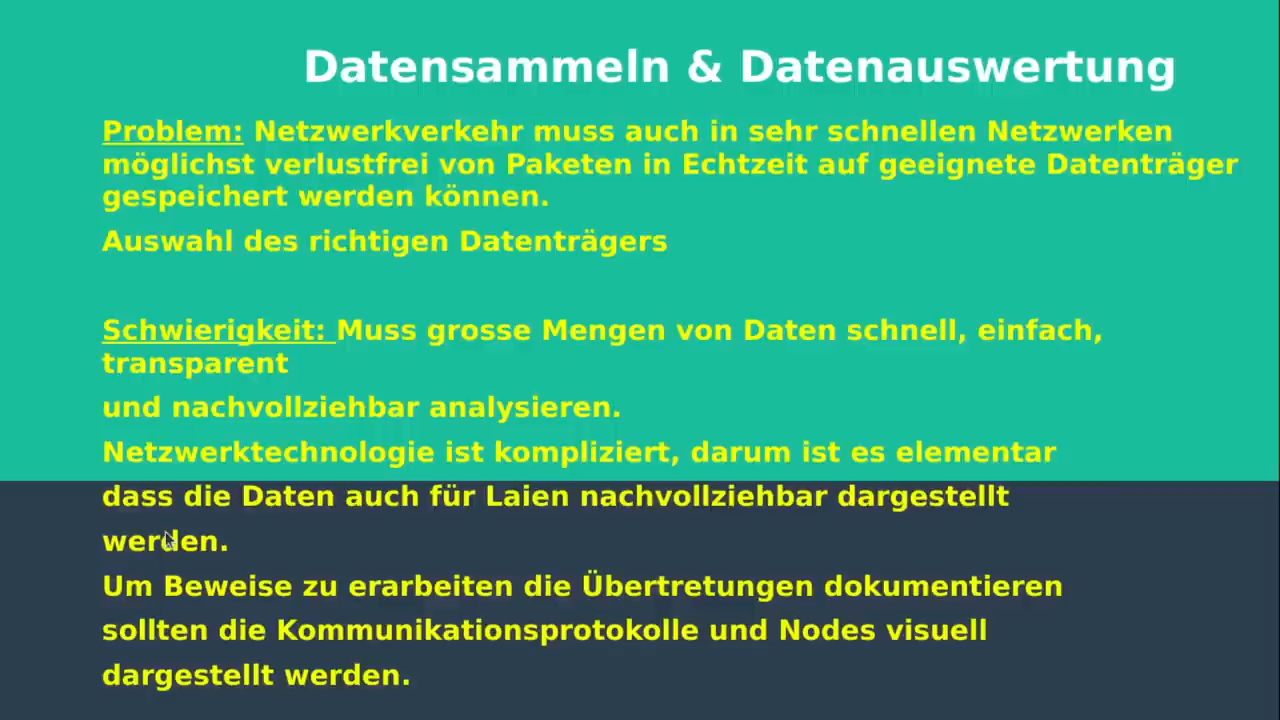 Datensammeln & Datenauswertung
Problem: Netzwerkverkehr muss auch in sehr schnellen Netzwerken
möglichst verlustfrei von Paketen in Echtzeit auf geeignete Datenträger
gespeichert werden können.
Auswahl des richtigen Datenträgers
Schwierigkeit: Muss grosse Mengen von Daten schnell, einfach,
transparent
und nachvollziehbar analysieren.
Netzwerktechnologie ist kompliziert, darum ist es elementar
dass die Daten auch für Laien nachvollziehbar dargestellt
werden.
Um Beweise zu erarbeiten die Übertretungen dokumentieren
sollten die Kommunikationsprotokolle und Nodes visuell
dargestellt werden.